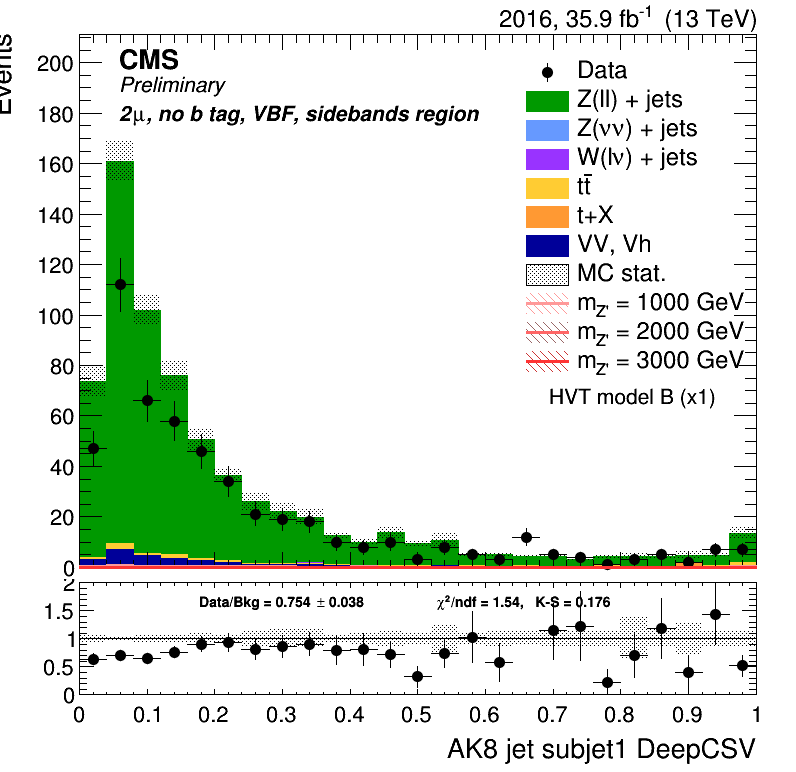 2016, 35.9 fb⁻¹ (13 TeV)
Events
CMS
Preliminary
2μ, no b tag, VBF, sidebands region
Data
Z(ll) + jets
Z(νν) + jets
W(lν) + jets
tt̄
t+X
VV, Vh
MC stat.
m_Z' = 1000 GeV
m_Z' = 2000 GeV
m_Z' = 3000 GeV
HVT model B (x1)
200
180
160
140
120
100
80
60
40
20
0
Data/Bkg = 0.754 ± 0.038
χ²/ndf = 1.54, K-S = 0.176
2
1.5
1
0.5
0
0 0.1 0.2 0.3 0.4 0.5 0.6 0.7 0.8 0.9 1
AK8 jet subjet1 DeepCSV